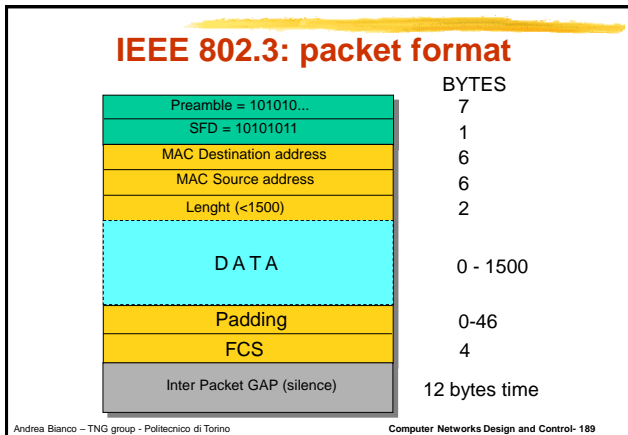 IEEE 802.3: packet format
BYTES
Preamble = 101010... 7
SFD = 10101011 1
MAC Destination address 6
MAC Source address 6
Lenght (<1500) 2
D A T A 0 - 1500
Padding 0-46
FCS 4
Inter Packet GAP (silence) 12 bytes time
Andrea Bianco – TNG group - Politecnico di Torino Computer Networks Design and Control- 189